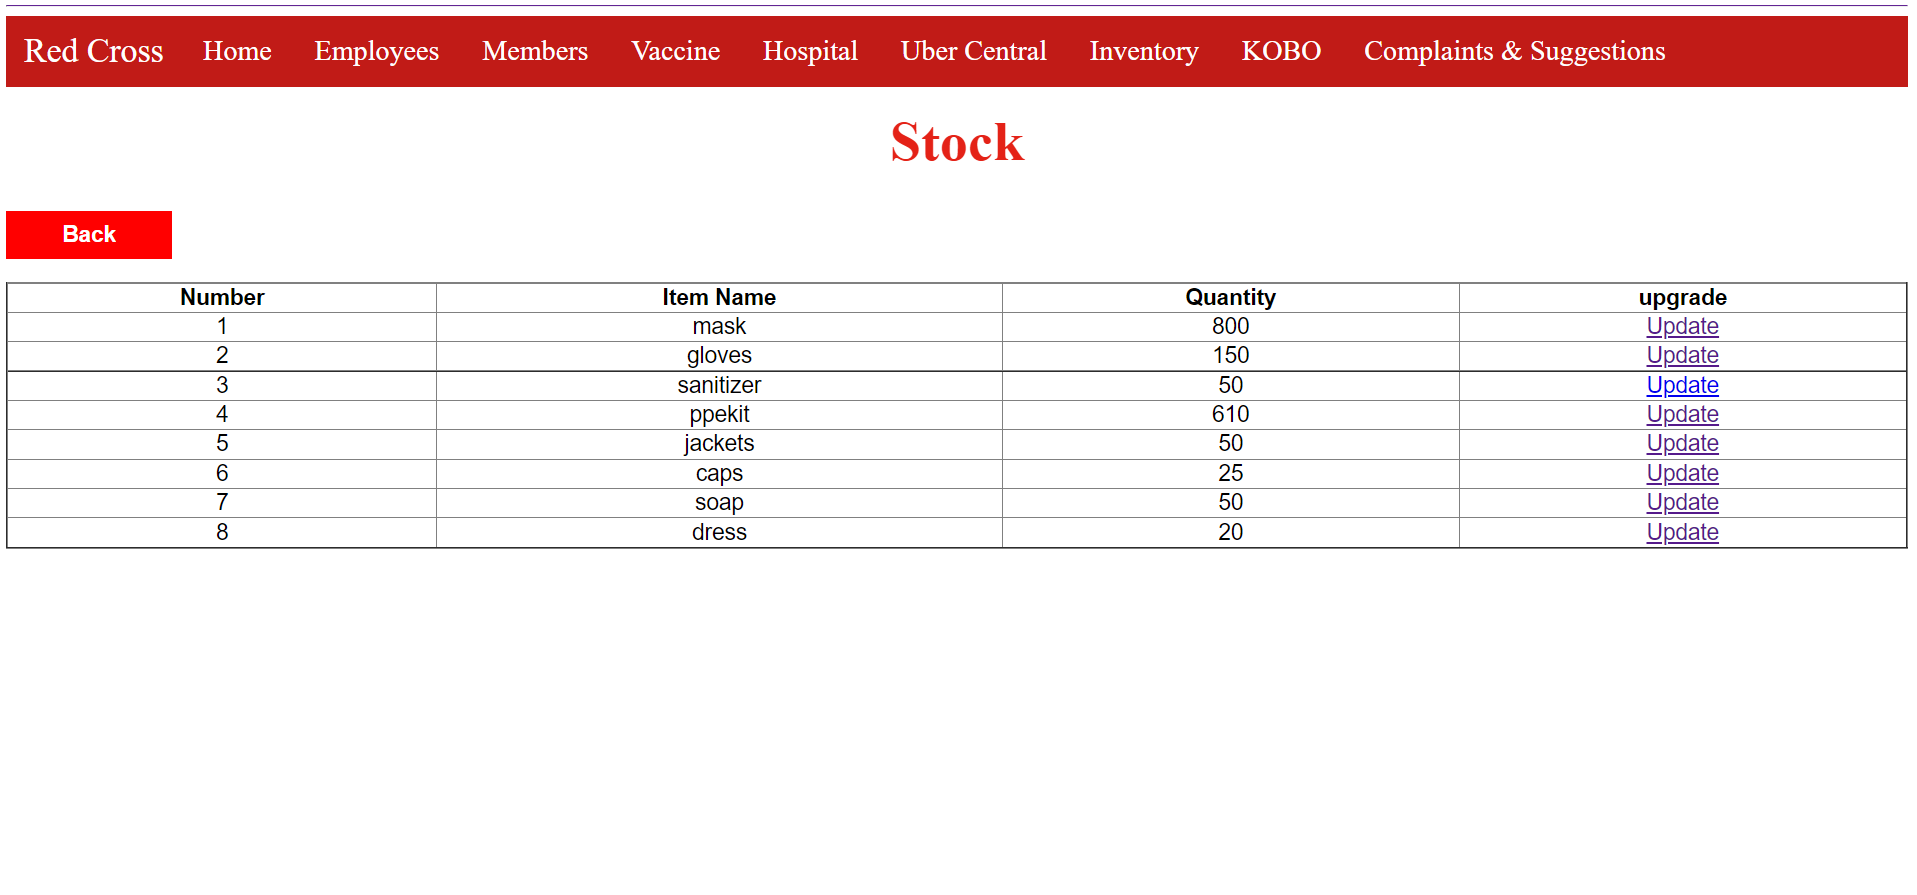 Red Cross Home Employees Members Vaccine Hospital Uber Central Inventory KOBO Complaints & Suggestions
Stock
Back
Number Item Name Quantity upgrade
1 mask 800 Update
2 gloves 150 Update
3 sanitizer 50 Update
4 ppekit 610 Update
5 jackets 50 Update
6 caps 25 Update
7 soap 50 Update
8 dress 20 Update